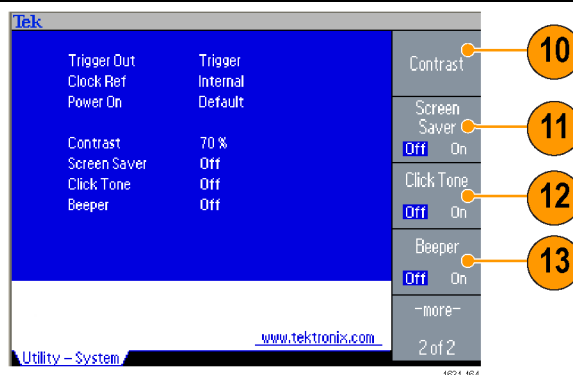 Tek
Trigger Out Trigger
Clock Ref Internal
Power On Default
Contrast 70 %
Screen Saver Off
Click Tone Off
Beeper Off
www.tektronix.com
Utility – System
Contrast
Screen
Saver
Off On
Click Tone
Off On
Beeper
Off On
-more-
2 of 2
10
11
12
13